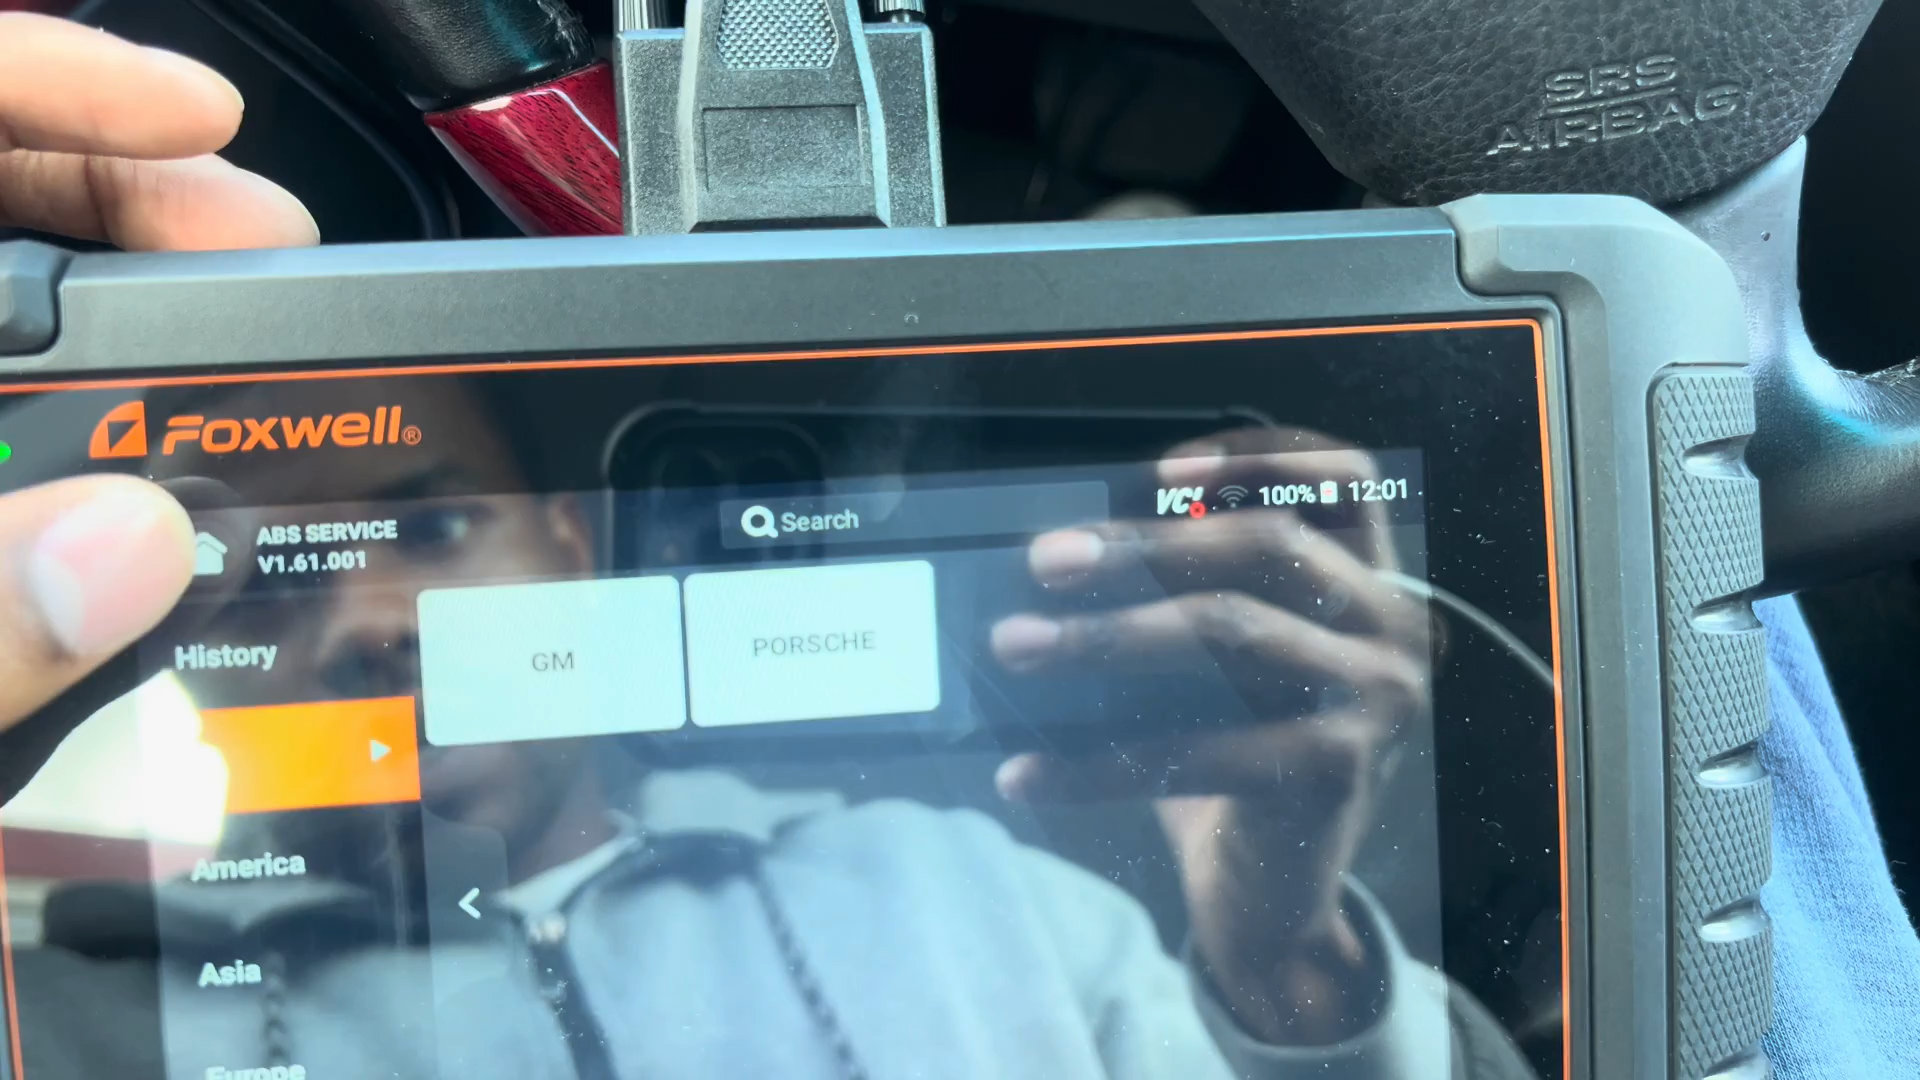 SRS
AIRBAG
FOXWELL®
ABS SERVICE
V1.61.001
Search
VCI
100%
12:01
History
GM
PORSCHE
America
Asia
Europe